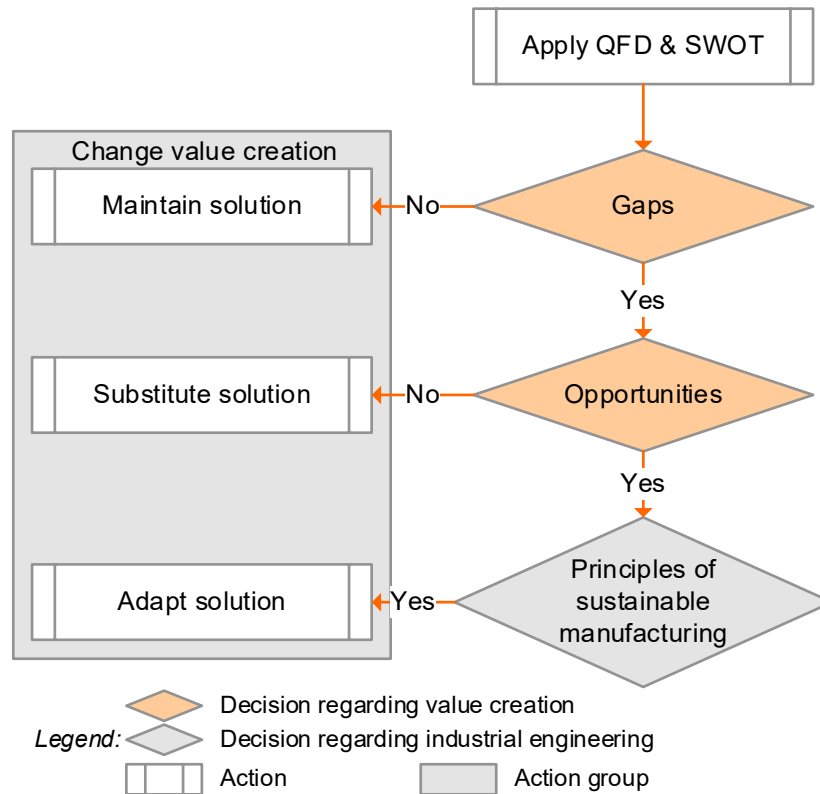 Apply QFD & SWOT
Change value creation
Maintain solution
No
Gaps
Yes
Substitute solution
No
Opportunities
Yes
Adapt solution
Yes
Principles of
sustainable
manufacturing
Decision regarding value creation
Legend:
Decision regarding industrial engineering
Action
Action group